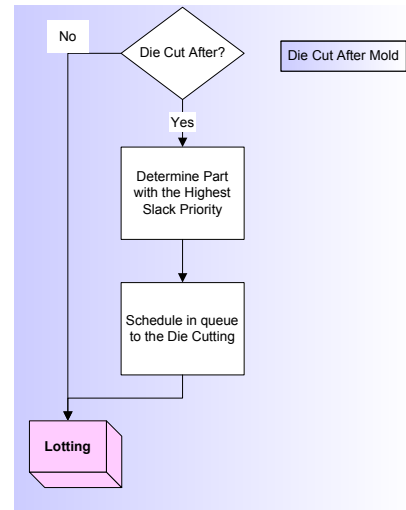 No
Die Cut After?
Die Cut After Mold
Yes
Determine Part
with the Highest
Slack Priority
Schedule in queue
to the Die Cutting
Lotting